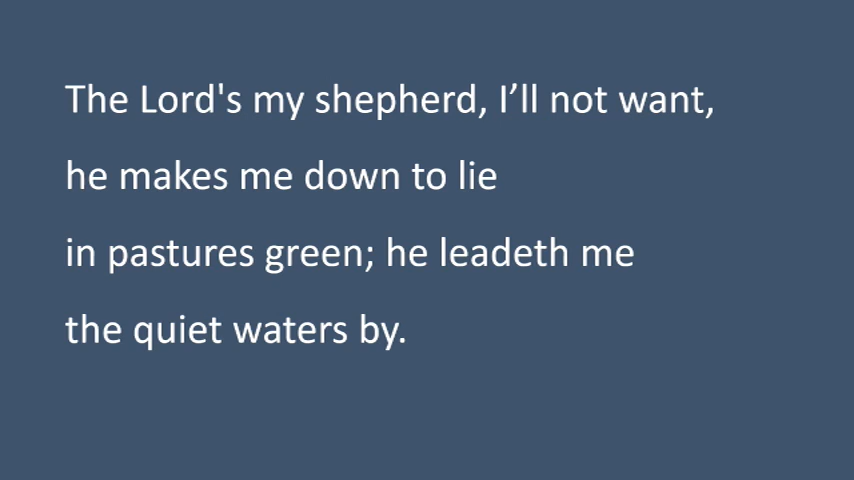 The Lord's my shepherd, I’ll not want,
he makes me down to lie
in pastures green; he leadeth me
the quiet waters by.